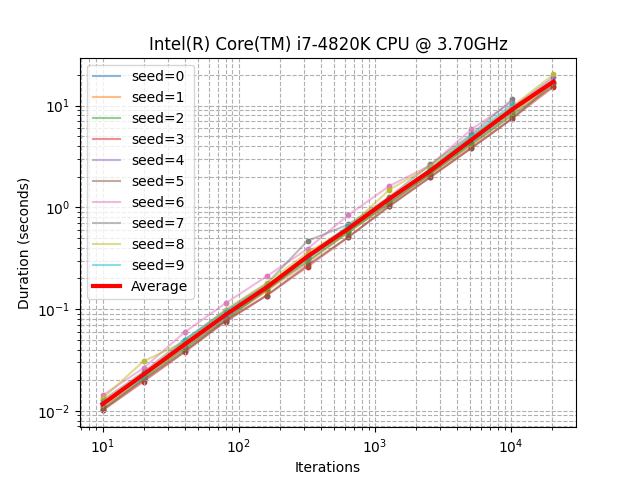 Intel(R) Core(TM) i7-4820K CPU @ 3.70GHz
seed=0
seed=1
seed=2
seed=3
seed=4
seed=5
seed=6
seed=7
seed=8
seed=9
Average
Duration (seconds)
10¹
10⁰
10⁻¹
10⁻²
10¹ 10² 10³ 10⁴
Iterations